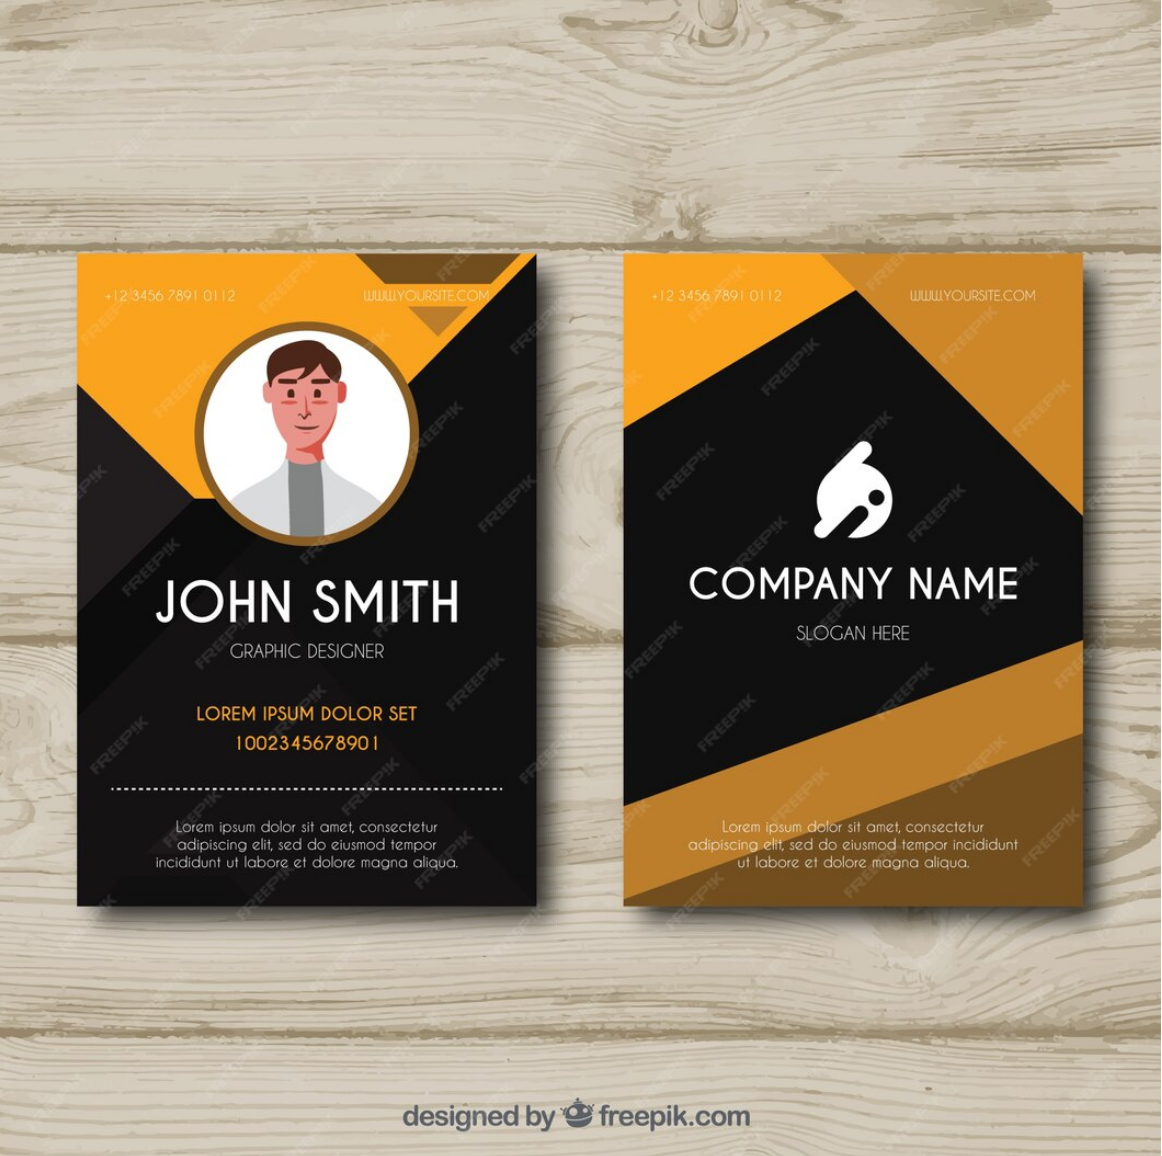 +12 3456 7891 0112
WWW.YOURSITE.COM
JOHN SMITH
GRAPHIC DESIGNER
LOREM IPSUM DOLOR SET
1002345678901
Lorem ipsum dolor sit amet, consectetur
adipiscing elit, sed do eiusmod tempor
incididunt ut labore et dolore magna aliqua.
+12 3456 7891 0112
WWW.YOURSITE.COM
COMPANY NAME
SLOGAN HERE
Lorem ipsum dolor sit amet, consectetur
adipiscing elit, sed do eiusmod tempor
incididunt ut labore et dolore magna aliqua.
designed by freepik.com